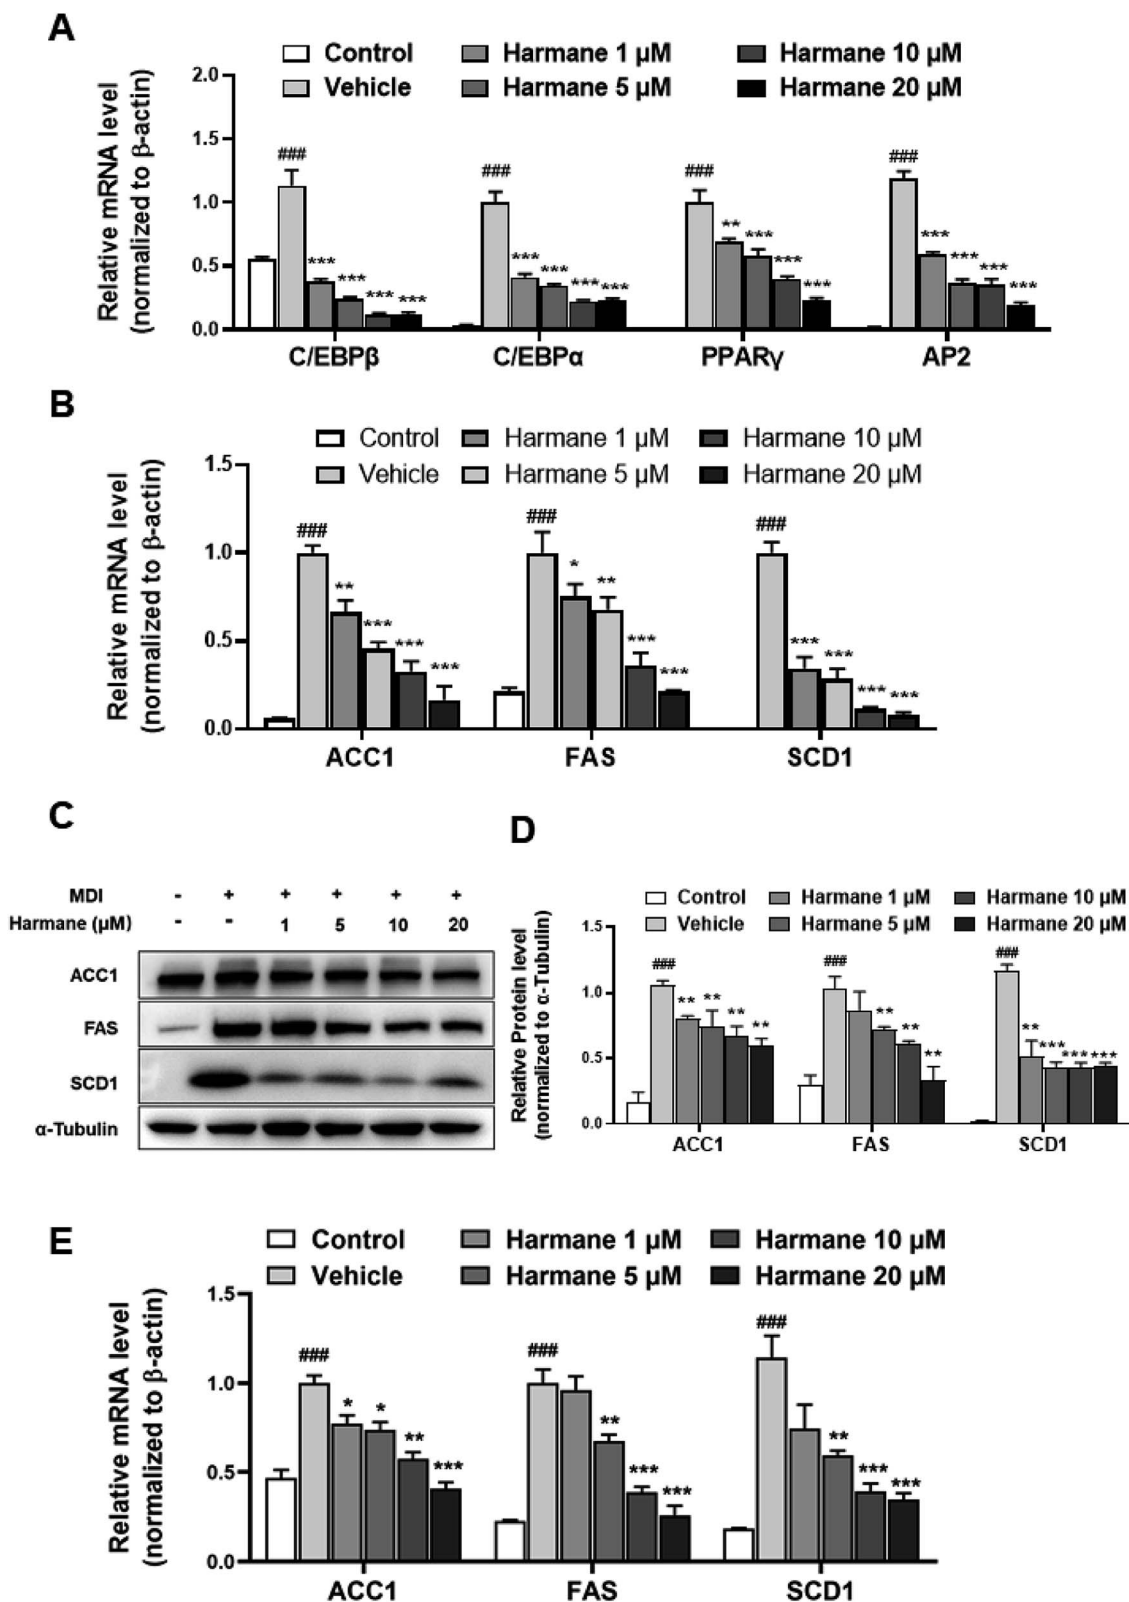 A
Control Harmane 1 μM Harmane 10 μM
Vehicle Harmane 5 μM Harmane 20 μM
Relative mRNA level
(normalized to β-actin)
2.0
1.5
1.0
0.5
0.0
### *** *** *** ***
### *** *** *** ***
### ** *** *** ***
### *** *** *** ***
C/EBPβ C/EBPα PPARγ AP2
B
Control Harmane 1 μM Harmane 10 μM
Vehicle Harmane 5 μM Harmane 20 μM
Relative mRNA level
(normalized to β-actin)
1.5
1.0
0.5
0.0
### ** *** *** ***
### * ** *** ***
### *** *** *** ***
ACC1 FAS SCD1
C
MDI - + + + + +
Harmane (μM) - - 1 5 10 20
ACC1
FAS
SCD1
α-Tubulin
D
Control Harmane 1 μM Harmane 10 μM
Vehicle Harmane 5 μM Harmane 20 μM
Relative Protein level
(normalized to α-Tubulin)
1.5
1.0
0.5
0.0
### ** ** ** **
### ** ** **
### ** *** *** ***
ACC1 FAS SCD1
E
Control Harmane 1 μM Harmane 10 μM
Vehicle Harmane 5 μM Harmane 20 μM
Relative mRNA level
(normalized to β-actin)
1.5
1.0
0.5
0.0
### * * ** ***
### ** *** ***
### ** *** ***
ACC1 FAS SCD1